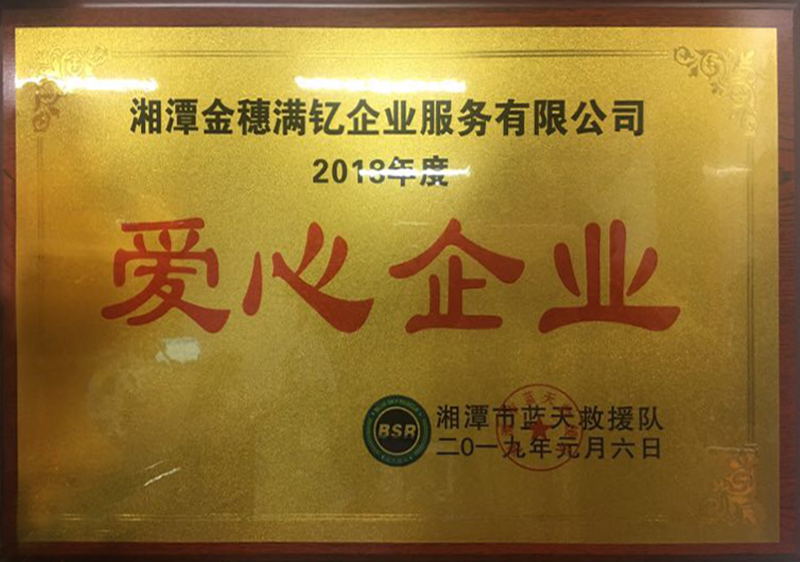 湘潭金穗满钇企业服务有限公司
2018年度
爱心企业
BSR
湘潭市蓝天救援队
二0一九年元月六日